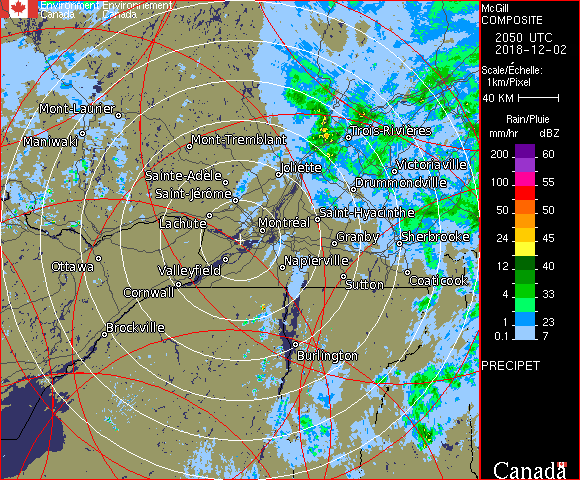 Environment Environnement
Canada Canada
Mont-Laurier
Maniwaki
Mont-Tremblant
Trois-Rivières
Joliette
Victoriaville
Sainte-Adèle
Drummondville
Saint-Jérôme
Saint-Hyacinthe
Lachute
Montréal
Granby
Sherbrooke
Ottawa
Valleyfield
Napierville
Sutton
Coaticook
Cornwall
Brockville
Burlington
McGill
COMPOSITE
2050 UTC
2018-12-02
Scale/Échelle:
1km/Pixel
40 KM
Rain/Pluie
mm/hr dBZ
200 60
100 55
50 50
24 45
12 40
4 33
1 23
0.1 7
PRECIPET
Canada